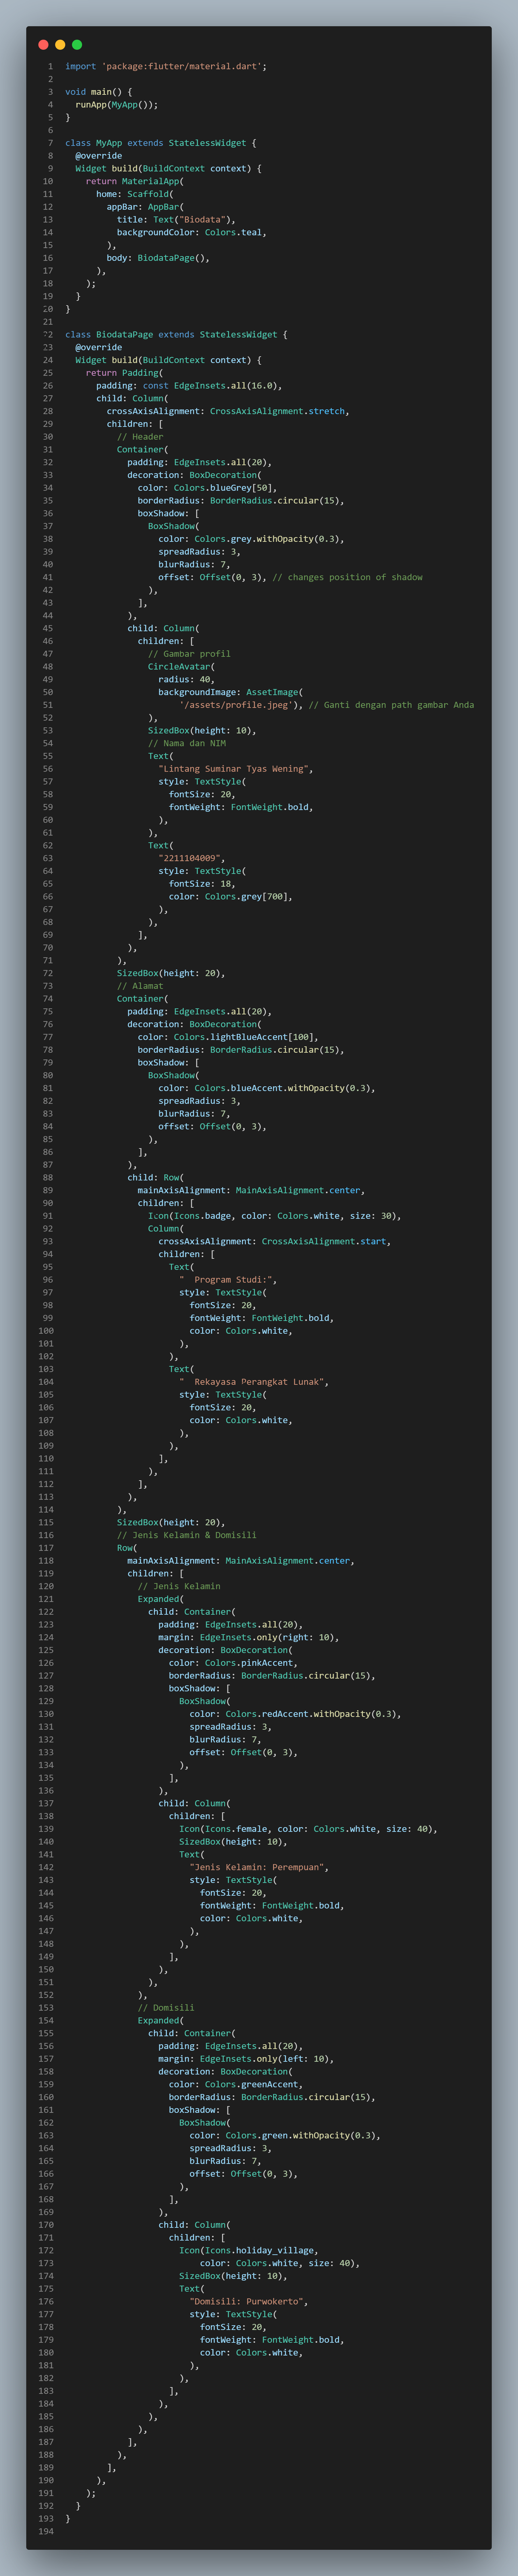 1 import 'package:flutter/material.dart';
2
3 void main() {
4   runApp(MyApp());
5 }
6
7 class MyApp extends StatelessWidget {
8   @override
9   Widget build(BuildContext context) {
10     return MaterialApp(
11       home: Scaffold(
12         appBar: AppBar(
13           title: Text("Biodata"),
14           backgroundColor: Colors.teal,
15         ),
16         body: BiodataPage(),
17       ),
18     );
19   }
20 }
21
22 class BiodataPage extends StatelessWidget {
23   @override
24   Widget build(BuildContext context) {
25     return Padding(
26       padding: const EdgeInsets.all(16.0),
27       child: Column(
28         crossAxisAlignment: CrossAxisAlignment.stretch,
29         children: [
30           // Header
31           Container(
32             padding: EdgeInsets.all(20),
33             decoration: BoxDecoration(
34               color: Colors.blueGrey[50],
35               borderRadius: BorderRadius.circular(15),
36               boxShadow: [
37                 BoxShadow(
38                   color: Colors.grey.withOpacity(0.3),
39                   spreadRadius: 3,
40                   blurRadius: 7,
41                   offset: Offset(0, 3), // changes position of shadow
42                 ),
43               ],
44             ),
45             child: Column(
46               children: [
47                 // Gambar profil
48                 CircleAvatar(
49                   radius: 40,
50                   backgroundImage: AssetImage(
51                       '/assets/profile.jpeg'), // Ganti dengan path gambar Anda
52                 ),
53                 SizedBox(height: 10),
54                 // Nama dan NIM
55                 Text(
56                   "Lintang Suminar Tyas Wening",
57                   style: TextStyle(
58                     fontSize: 20,
59                     fontWeight: FontWeight.bold,
60                   ),
61                 ),
62                 Text(
63                   "2211104009",
64                   style: TextStyle(
65                     fontSize: 18,
66                     color: Colors.grey[700],
67                   ),
68                 ),
69               ],
70             ),
71           ),
72           SizedBox(height: 20),
73           // Alamat
74           Container(
75             padding: EdgeInsets.all(20),
76             decoration: BoxDecoration(
77               color: Colors.lightBlueAccent[100],
78               borderRadius: BorderRadius.circular(15),
79               boxShadow: [
80                 BoxShadow(
81                   color: Colors.blueAccent.withOpacity(0.3),
82                   spreadRadius: 3,
83                   blurRadius: 7,
84                   offset: Offset(0, 3),
85                 ),
86               ],
87             ),
88             child: Row(
89               mainAxisAlignment: MainAxisAlignment.center,
90               children: [
91                 Icon(Icons.badge, color: Colors.white, size: 30),
92                 Column(
93                   crossAxisAlignment: CrossAxisAlignment.start,
94                   children: [
95                     Text(
96                       "  Program Studi:",
97                       style: TextStyle(
98                         fontSize: 20,
99                         fontWeight: FontWeight.bold,
100                         color: Colors.white,
101                       ),
102                     ),
103                     Text(
104                       "  Rekayasa Perangkat Lunak",
105                       style: TextStyle(
106                         fontSize: 20,
107                         color: Colors.white,
108                       ),
109                     ),
110                   ],
111                 ),
112               ],
113             ),
114           ),
115           SizedBox(height: 20),
116           // Jenis Kelamin & Domisili
117           Row(
118             mainAxisAlignment: MainAxisAlignment.center,
119             children: [
120               // Jenis Kelamin
121               Expanded(
122                 child: Container(
123                   padding: EdgeInsets.all(20),
124                   margin: EdgeInsets.only(right: 10),
125                   decoration: BoxDecoration(
126                     color: Colors.pinkAccent,
127                     borderRadius: BorderRadius.circular(15),
128                     boxShadow: [
129                       BoxShadow(
130                         color: Colors.redAccent.withOpacity(0.3),
131                         spreadRadius: 3,
132                         blurRadius: 7,
133                         offset: Offset(0, 3),
134                       ),
135                     ],
136                   ),
137                   child: Column(
138                     children: [
139                       Icon(Icons.female, color: Colors.white, size: 40),
140                       SizedBox(height: 10),
141                       Text(
142                         "Jenis Kelamin: Perempuan",
143                         style: TextStyle(
144                           fontSize: 20,
145                           fontWeight: FontWeight.bold,
146                           color: Colors.white,
147                         ),
148                       ),
149                     ],
150                   ),
151                 ),
152               ),
153               // Domisili
154               Expanded(
155                 child: Container(
156                   padding: EdgeInsets.all(20),
157                   margin: EdgeInsets.only(left: 10),
158                   decoration: BoxDecoration(
159                     color: Colors.greenAccent,
160                     borderRadius: BorderRadius.circular(15),
161                     boxShadow: [
162                       BoxShadow(
163                         color: Colors.green.withOpacity(0.3),
164                         spreadRadius: 3,
165                         blurRadius: 7,
166                         offset: Offset(0, 3),
167                       ),
168                     ],
169                   ),
170                   child: Column(
171                     children: [
172                       Icon(Icons.holiday_village,
173                           color: Colors.white, size: 40),
174                       SizedBox(height: 10),
175                       Text(
176                         "Domisili: Purwokerto",
177                         style: TextStyle(
178                           fontSize: 20,
179                           fontWeight: FontWeight.bold,
180                           color: Colors.white,
181                         ),
182                       ),
183                     ],
184                   ),
185                 ),
186               ),
187             ],
188           ),
189         ],
190       ),
191     );
192   }
193 }
194